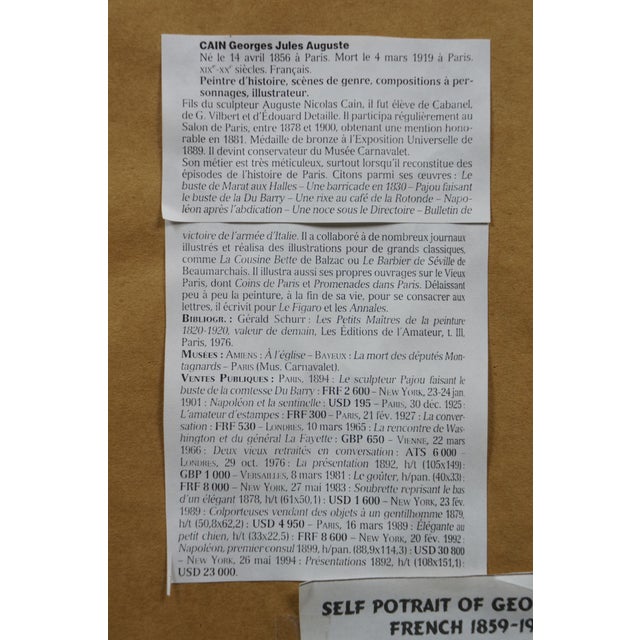 CAIN Georges Jules Auguste
Né le 14 avril 1856 à Paris. Mort le 4 mars 1919 à Paris.
XIXe-XXe siècles. Français.
Peintre d'histoire, scènes de genre, compositions à per-
sonnages, illustrateur.
Fils du sculpteur Auguste Nicolas Cain, il fut élève de Cabanel,
de G. Vilbert et d'Édouard Detaille. Il participa régulièrement au
Salon de Paris, entre 1878 et 1900, obtenant une mention hono-
rable en 1881. Médaille de bronze à l'Exposition Universelle de
1889. Il devint conservateur du Musée Carnavalet.
Son métier est très méticuleux, surtout lorsqu'il reconstitue des
épisodes de l'histoire de Paris. Citons parmi ses œuvres : Le
buste de Marat aux Halles – Une barricade en 1830 – Pajou faisant
le buste de la Du Barry – Une rixe au café de la Rotonde – Napo-
léon après l'abdication – Une noce sous le Directoire – Bulletin de
victoire de l'armée d'Italie. Il a collaboré à de nombreux journaux
illustrés et réalisa des illustrations pour de grands classiques,
comme La Cousine Bette de Balzac ou Le Barbier de Séville de
Beaumarchais. Il illustra aussi ses propres ouvrages sur le Vieux
Paris, dont Coins de Paris et Promenades dans Paris. Délaissant
peu à peu la peinture, à la fin de sa vie, pour se consacrer aux
lettres, il écrivit pour Le Figaro et les Annales.
BIBLIOGR. : Gérald Schurr : Les Petits Maîtres de la peinture
1820-1920, valeur de demain, Les Éditions de l'Amateur, t. III,
Paris, 1976.
MUSÉES : AMIENS : À l'église – BAYEUX : La mort des députés Mon-
tagnards – PARIS (Mus. Carnavalet).
VENTES PUBLIQUES : PARIS, 1894 : Le sculpteur Pajou faisant le
buste de la comtesse Du Barry : FRF 2 600 – NEW YORK, 23-24 jan.
1901 : Napoléon et la sentinelle : USD 195 – PARIS, 30 déc. 1925 :
L'amateur d'estampes : FRF 300 – PARIS, 21 fév. 1927 : La conver-
sation : FRF 530 – LONDRES, 10 mars 1965 : La rencontre de Was-
hington et du général La Fayette : GBP 650 – VIENNE, 22 mars
1966 : Deux vieux retraités en conversation : ATS 6 000 –
LONDRES, 29 oct. 1976 : La présentation 1892, h/t (105x149) :
GBP 1 000 – VERSAILLES, 8 mars 1981 : Le goûter, h/pan. (40x33) :
FRF 8 000 – NEW YORK, 27 mai 1983 : Soubrette reprisant le bas
d'un élégant 1878, h/t (61x50,1) : USD 1 600 – NEW YORK, 23 fév.
1989 : Colporteuses vendant des objets à un gentilhomme 1879,
h/t (50,8x62,2) : USD 4 950 – PARIS, 16 mars 1989 : Élégante au
petit chien, h/t (33x22,5) : FRF 8 600 – NEW YORK, 20 fév. 1992 :
Napoléon, premier consul 1899, h/pan. (88,9x114,3) : USD 30 800
– NEW YORK, 26 mai 1994 : Présentations 1892, h/t (108x151,1) :
USD 23 000.
SELF POTRAIT OF GEO
FRENCH 1859-19